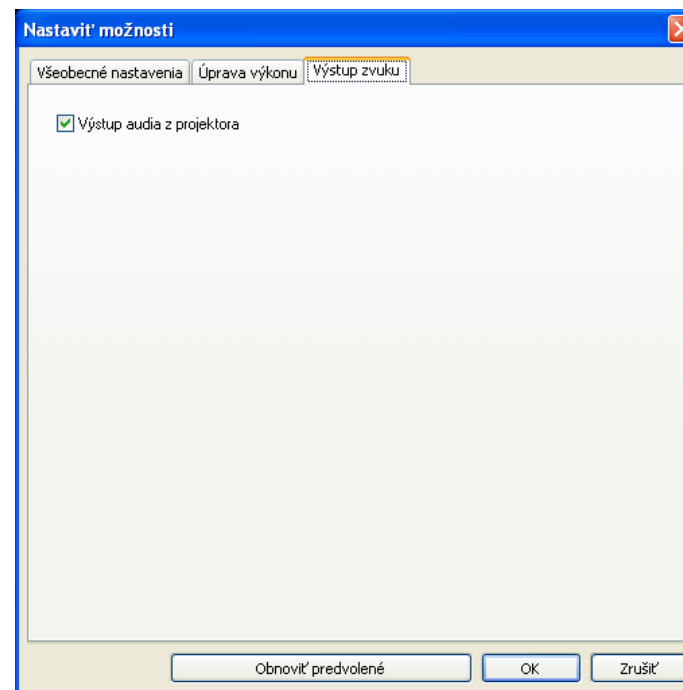 Nastaviť možnosti
Všeobecné nastavenia Úprava výkonu Výstup zvuku
Výstup audia z projektora
Obnoviť predvolené OK Zrušiť